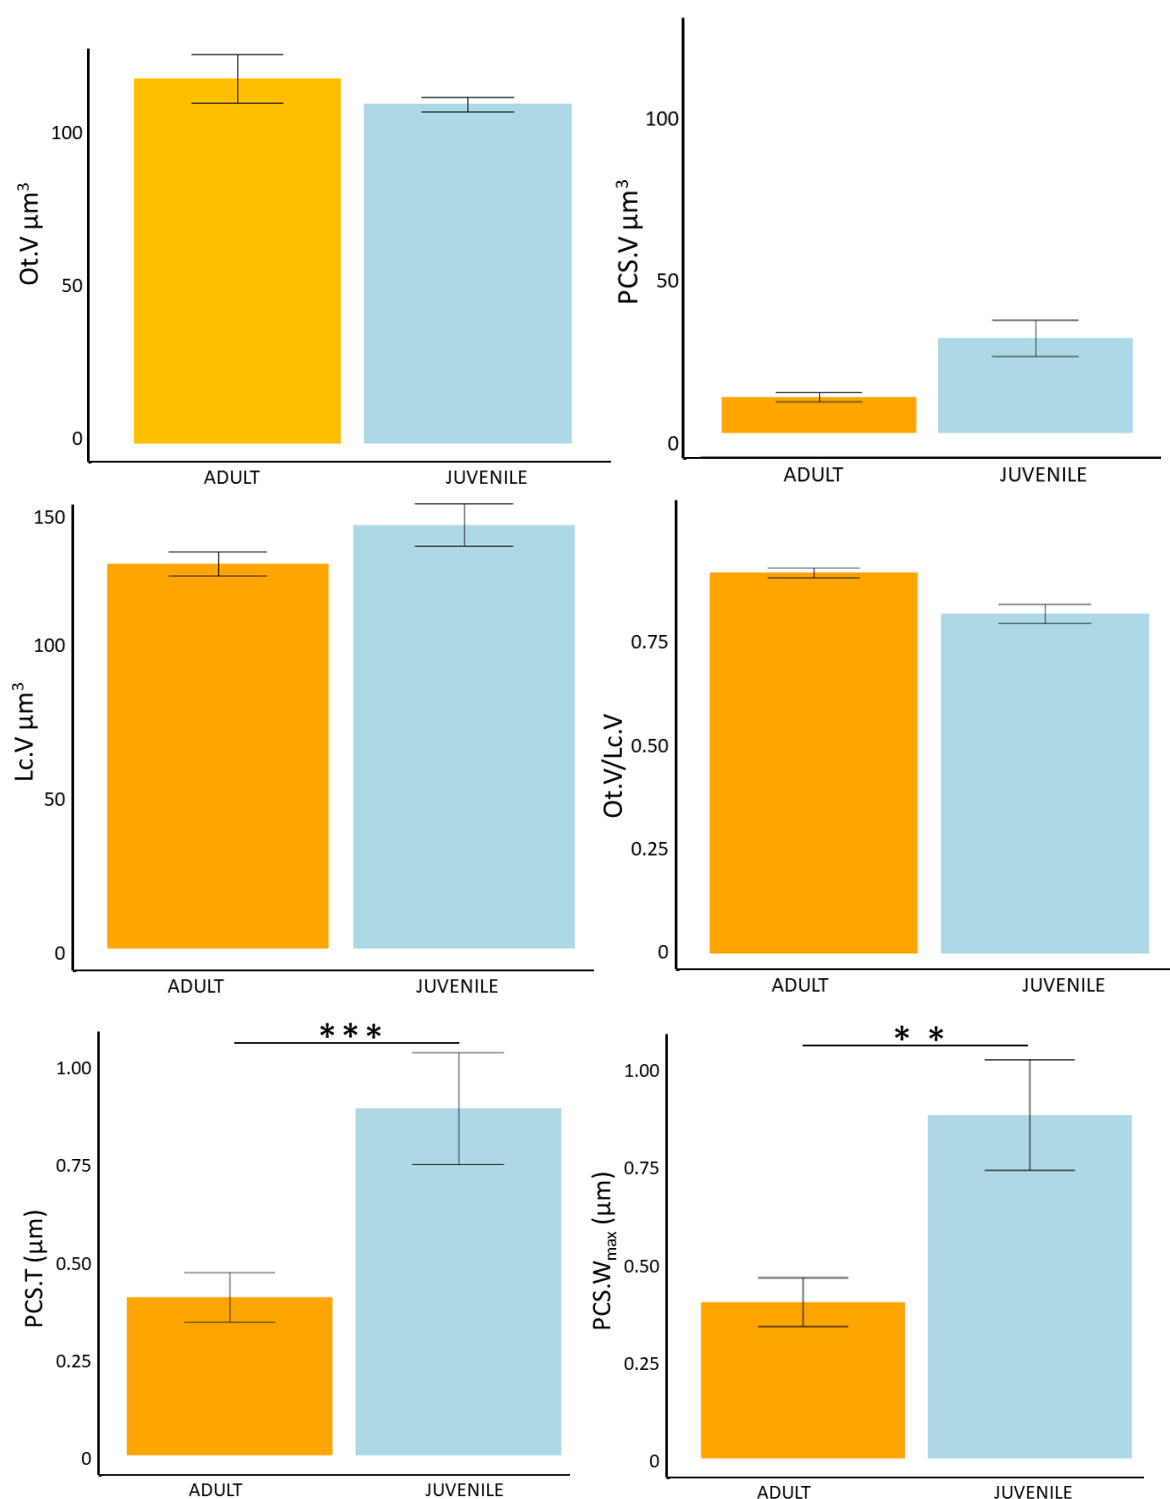 Ot.V µm³
100
50
0
ADULT
JUVENILE
PCS.V µm³
100
50
0
ADULT
JUVENILE
Lc.V µm³
150
100
50
0
ADULT
JUVENILE
Ot.V/Lc.V
0.75
0.50
0.25
0
ADULT
JUVENILE
***
PCS.T (µm)
1.00
0.75
0.50
0.25
0
ADULT
JUVENILE
* *
PCS.Wmax (µm)
1.00
0.75
0.50
0.25
0
ADULT
JUVENILE